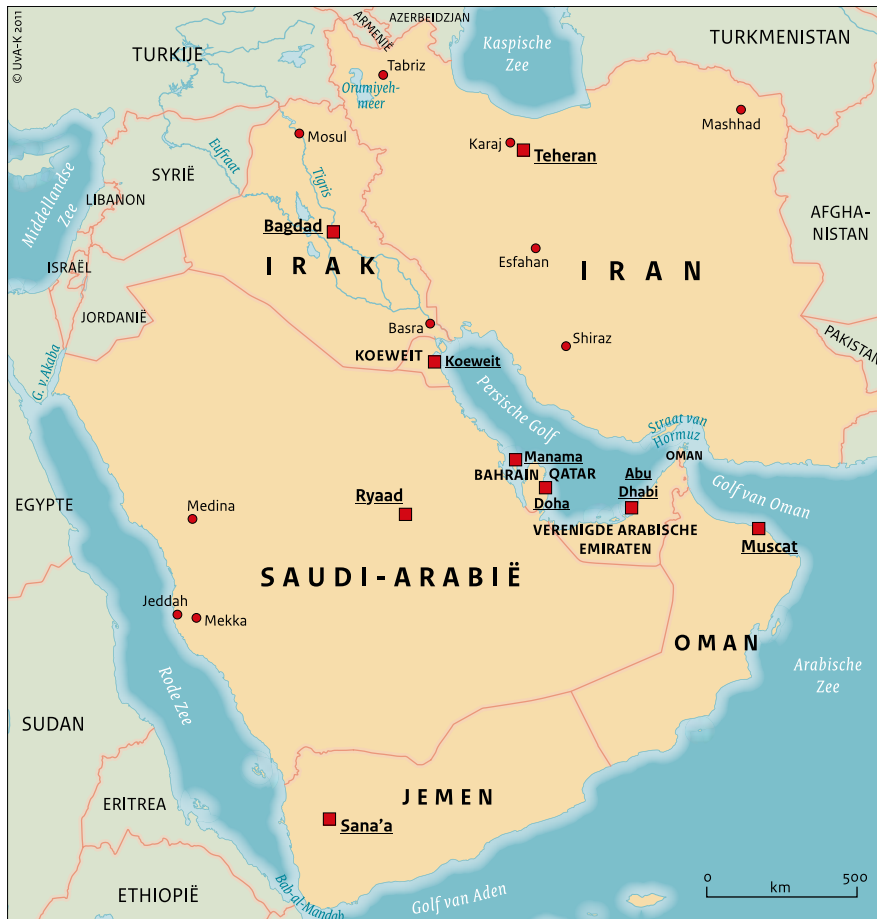 © UvA-K 2011
ARMENIË
AZERBEIDZJAN
TURKIJE
Kaspische
Zee
TURKMENISTAN
Tabriz
Orumiyeh-
meer
Mashhad
Mosul
Karaj
Teheran
Eufraat
Tigris
SYRIË
Middellandse
Zee
LIBANON
AFGHA-
NISTAN
Bagdad
IRAK
Esfahan
IRAN
ISRAËL
JORDANIË
Basra
Shiraz
PAKISTAN
KOEWEIT
Koeweit
G. v. Akaba
Persische Golf
Straat van
Hormuz
OMAN
Manama
BAHRAIN
QATAR
Abu
Dhabi
Golf van Oman
EGYPTE
Medina
Ryaad
Doha
VERENIGDE ARABISCHE
EMIRATEN
Muscat
SAUDI-ARABIË
Jeddah
Mekka
OMAN
Arabische
Zee
Rode Zee
SUDAN
JEMEN
ERITREA
Sana'a
ETHIOPIË
Bab-al-Mandab
Golf van Aden
0
km
500